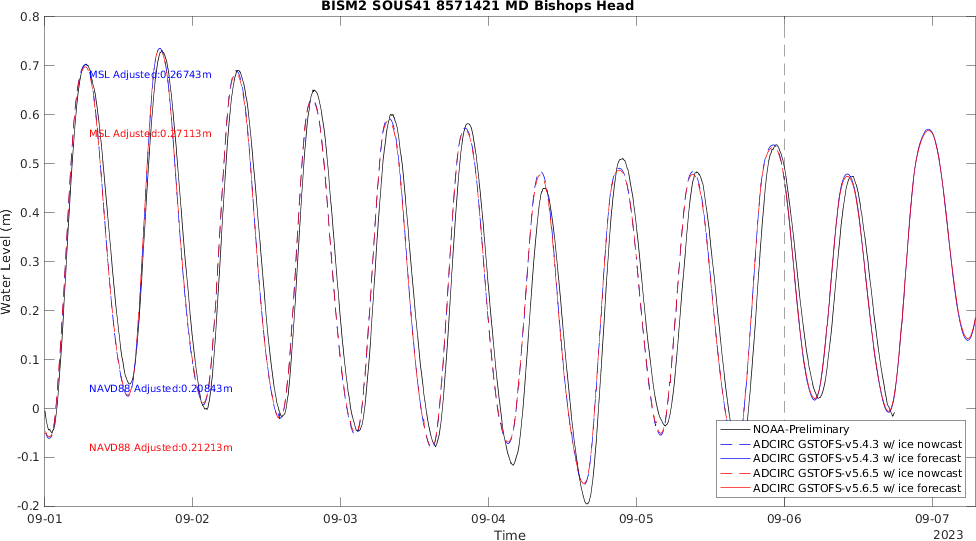 BISM2 SOUS41 8571421 MD Bishops Head
0.8
0.7
0.6
0.5
0.4
0.3
0.2
0.1
0
-0.1
-0.2
Water Level (m)
MSL Adjusted:0.26743m
MSL Adjusted:0.27113m
NAVD88 Adjusted:0.20843m
NAVD88 Adjusted:0.21213m
NOAA-Preliminary
ADCIRC GSTOFS-v5.4.3 w/ ice nowcast
ADCIRC GSTOFS-v5.4.3 w/ ice forecast
ADCIRC GSTOFS-v5.6.5 w/ ice nowcast
ADCIRC GSTOFS-v5.6.5 w/ ice forecast
09-01 09-02 09-03 09-04 09-05 09-06 09-07
Time
2023